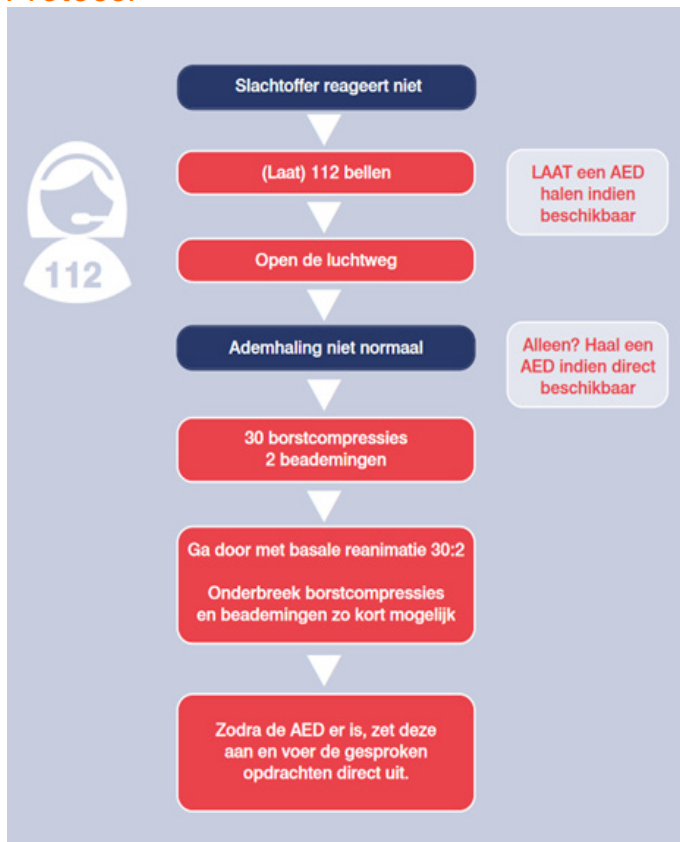 Protocol
Slachtoffer reageert niet
(Laat) 112 bellen
LAAT een AED
halen indien
beschikbaar
112
Open de luchtweg
Ademhaling niet normaal
Alleen? Haal een
AED indien direct
beschikbaar
30 borstcompressies
2 beademingen
Ga door met basale reanimatie 30:2
Onderbreek borstcompressies
en beademingen zo kort mogelijk
Zodra de AED er is, zet deze
aan en voer de gesproken
opdrachten direct uit.